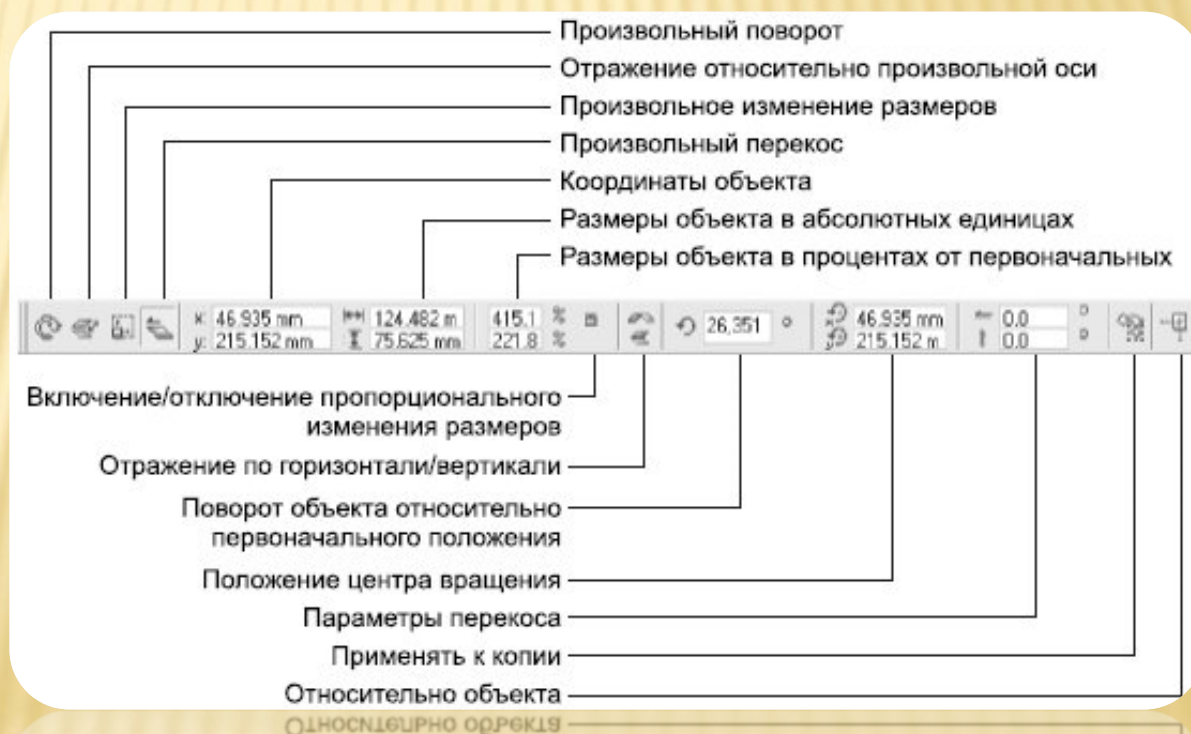 Произвольный поворот
Отражение относительно произвольной оси
Произвольное изменение размеров
Произвольный перекос
Координаты объекта
Размеры объекта в абсолютных единицах
Размеры объекта в процентах от первоначальных
x: 46.935 mm 124.482 m 415.1 % 26,351 ° 46.935 mm 0.0 °
y: 215.152 mm 75.625 mm 221.8 % 215.152 m 0.0 °
Включение/отключение пропорционального
изменения размеров
Отражение по горизонтали/вертикали
Поворот объекта относительно
первоначального положения
Положение центра вращения
Параметры перекоса
Применять к копии
Относительно объекта